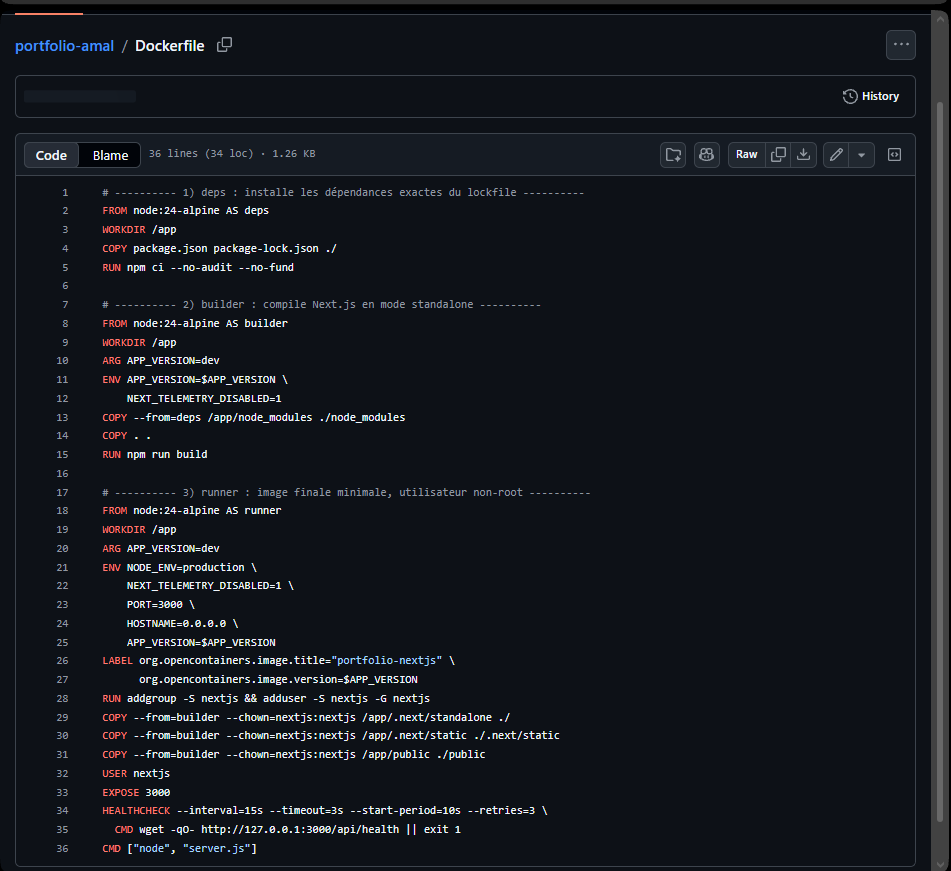 portfolio-amal / Dockerfile
History
Code Blame 36 lines (34 loc) · 1.26 KB Raw
1 # ---------- 1) deps : installe les dépendances exactes du lockfile ----------
2 FROM node:24-alpine AS deps
3 WORKDIR /app
4 COPY package.json package-lock.json ./
5 RUN npm ci --no-audit --no-fund
6
7 # ---------- 2) builder : compile Next.js en mode standalone ----------
8 FROM node:24-alpine AS builder
9 WORKDIR /app
10 ARG APP_VERSION=dev
11 ENV APP_VERSION=$APP_VERSION \
12     NEXT_TELEMETRY_DISABLED=1
13 COPY --from=deps /app/node_modules ./node_modules
14 COPY . .
15 RUN npm run build
16
17 # ---------- 3) runner : image finale minimale, utilisateur non-root ----------
18 FROM node:24-alpine AS runner
19 WORKDIR /app
20 ARG APP_VERSION=dev
21 ENV NODE_ENV=production \
22     NEXT_TELEMETRY_DISABLED=1 \
23     PORT=3000 \
24     HOSTNAME=0.0.0.0 \
25     APP_VERSION=$APP_VERSION
26 LABEL org.opencontainers.image.title="portfolio-nextjs" \
27       org.opencontainers.image.version=$APP_VERSION
28 RUN addgroup -S nextjs && adduser -S nextjs -G nextjs
29 COPY --from=builder --chown=nextjs:nextjs /app/.next/standalone ./
30 COPY --from=builder --chown=nextjs:nextjs /app/.next/static ./.next/static
31 COPY --from=builder --chown=nextjs:nextjs /app/public ./public
32 USER nextjs
33 EXPOSE 3000
34 HEALTHCHECK --interval=15s --timeout=3s --start-period=10s --retries=3 \
35   CMD wget -qO- http://127.0.0.1:3000/api/health || exit 1
36 CMD ["node", "server.js"]